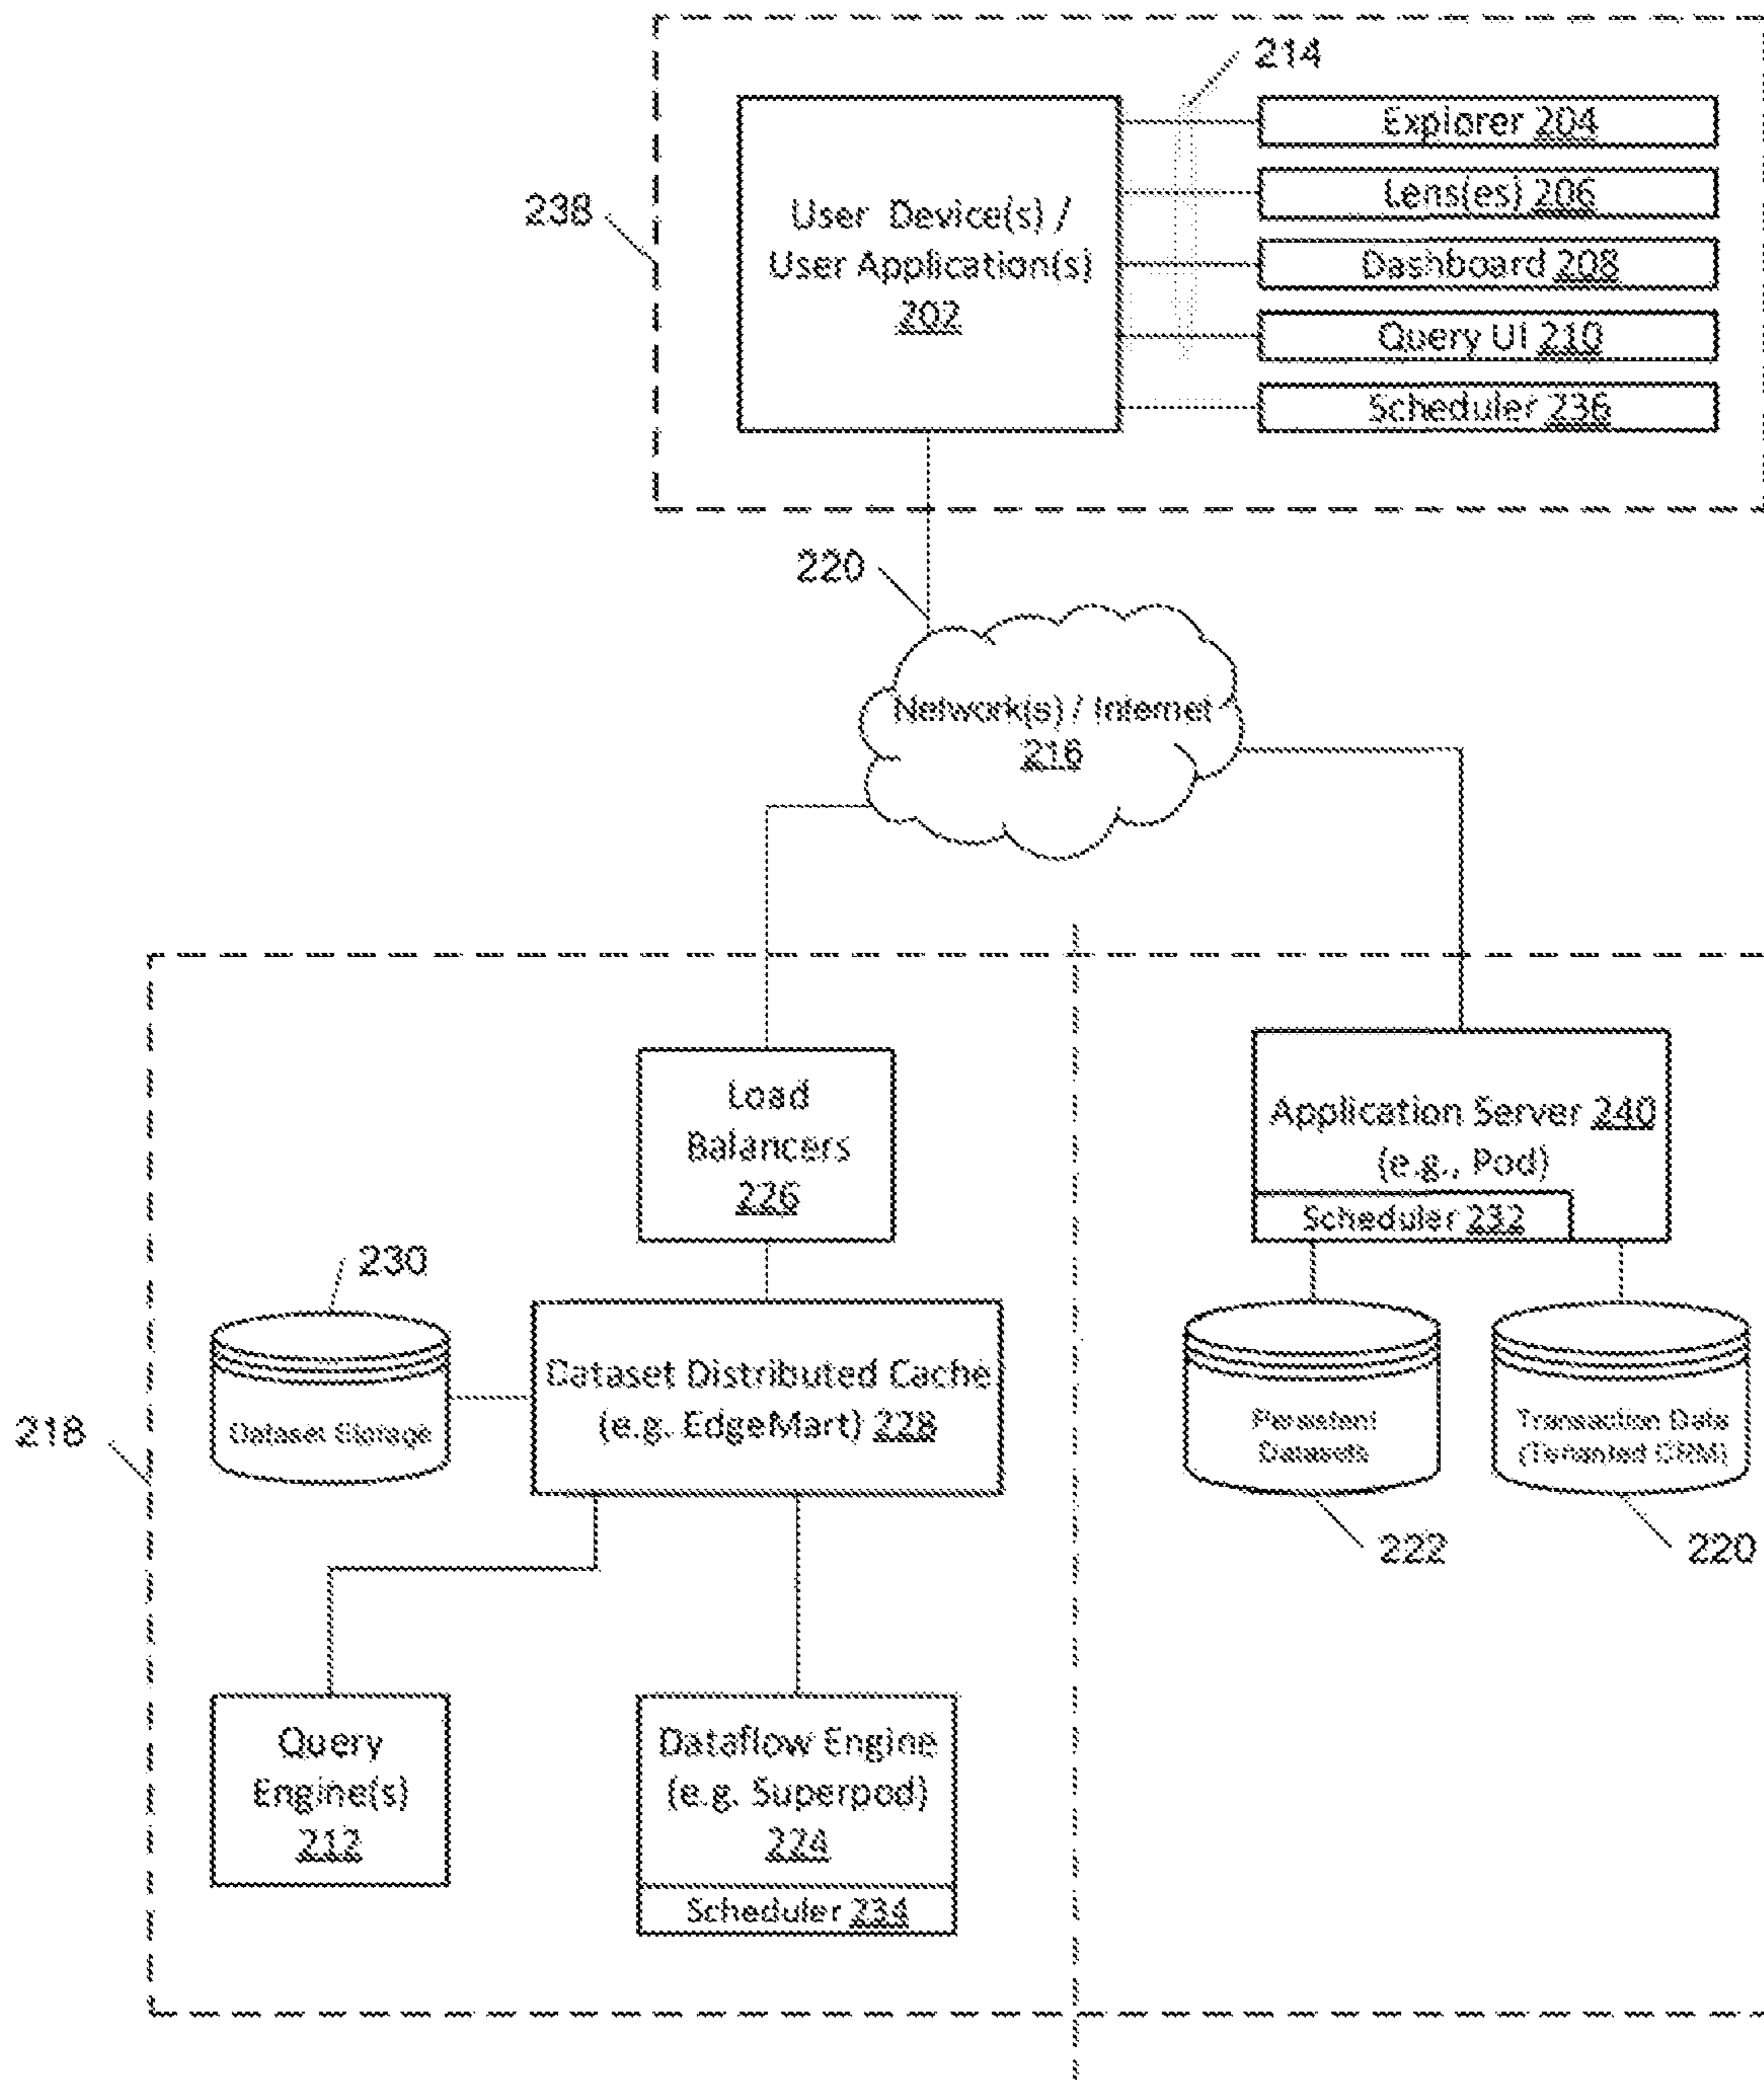 214
238
User Device(s) /
User Application(s)
202
Explorer 204
Lens(es) 206
Dashboard 208
Query UI 210
Scheduler 236
220
Network(s) / Internet
216
Load
Balancers
226
Application Server 240
(e.g., Pod)
Scheduler 232
230
Dataset Storage
Dataset Distributed Cache
(e.g. EdgeMart) 228
218
Persistent
Datasets
Transaction Data
(Tenanted CRM)
222
220
Query
Engine(s)
212
Dataflow Engine
(e.g. Superpod)
224
Scheduler 234